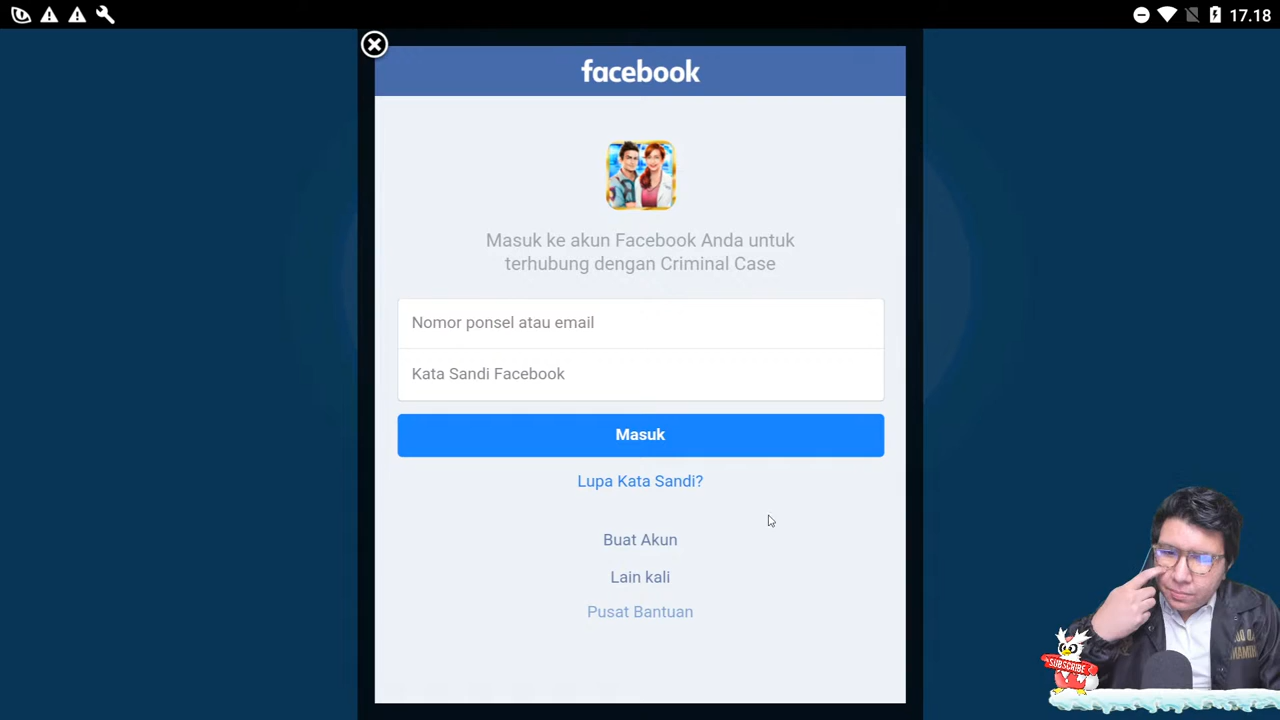 17.18
facebook
Masuk ke akun Facebook Anda untuk
terhubung dengan Criminal Case
Nomor ponsel atau email
Kata Sandi Facebook
Masuk
Lupa Kata Sandi?
Buat Akun
Lain kali
Pusat Bantuan
SUBSCRIBE